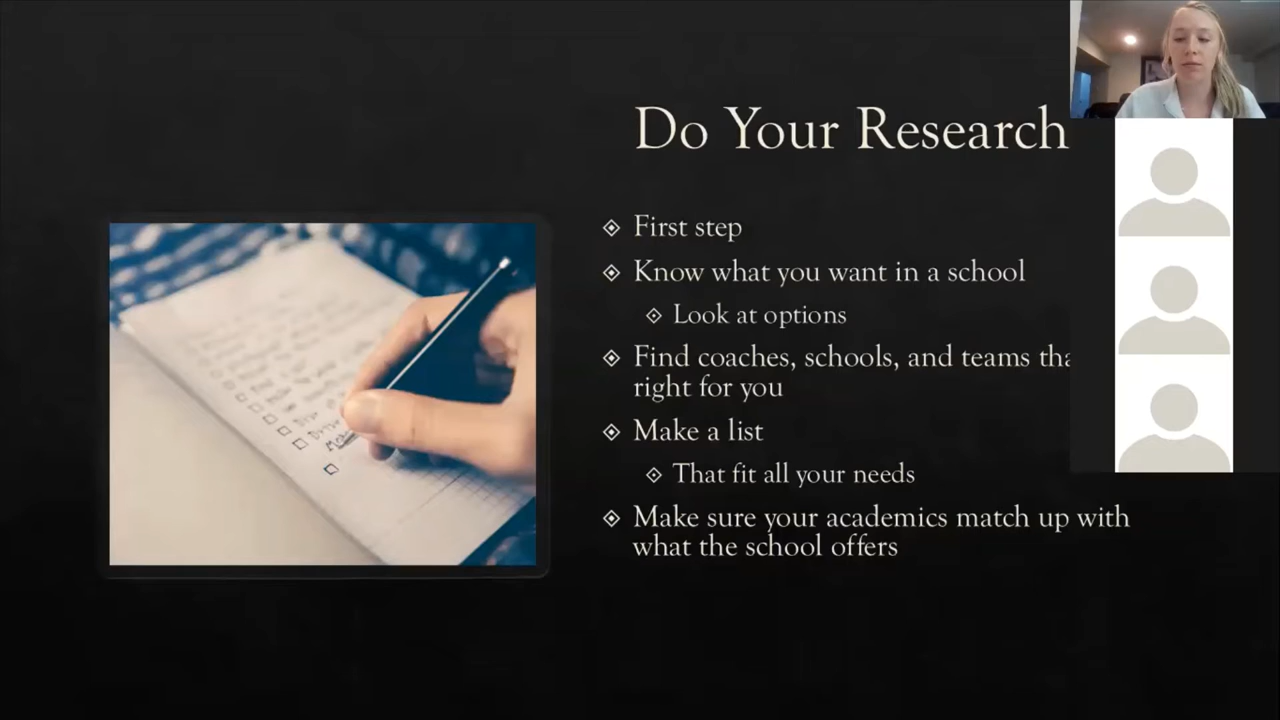 Do Your Research
First step
Know what you want in a school
Look at options
Find coaches, schools, and teams
right for you
Make a list
That fit all your needs
Make sure your academics match up with
what the school offers